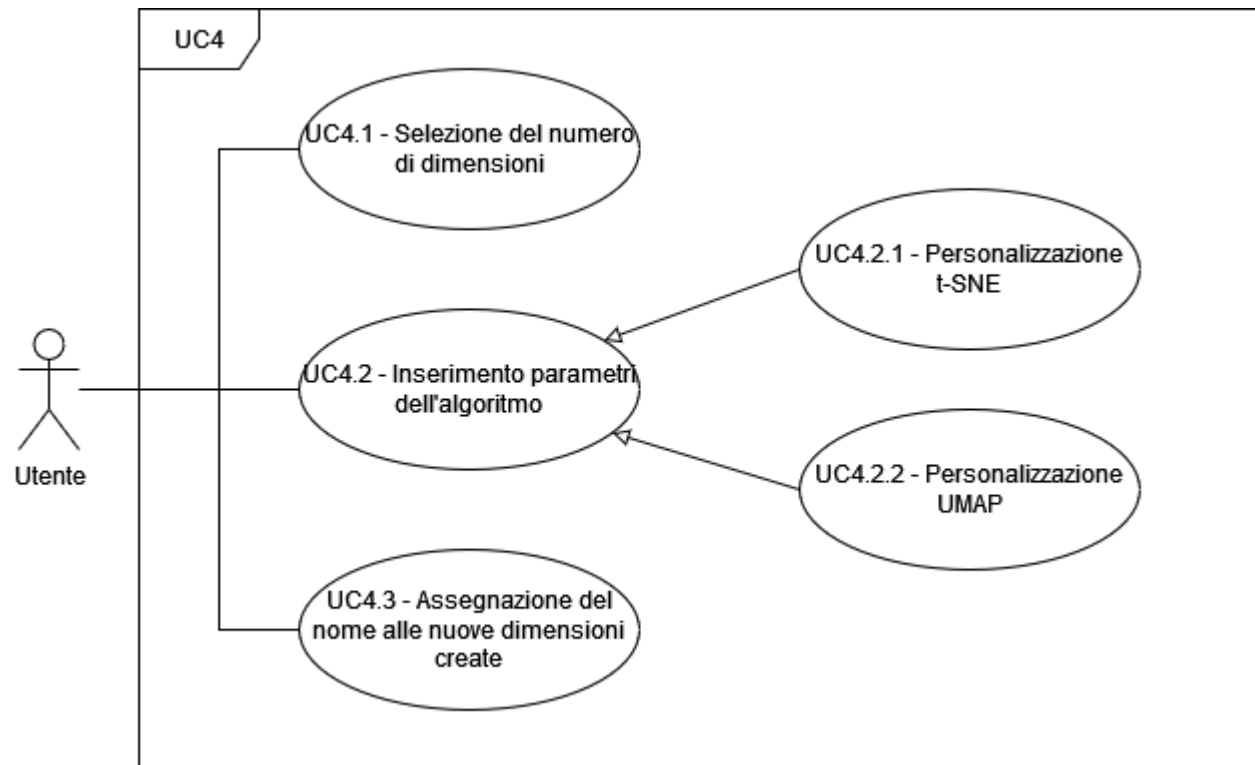 UC4
UC4.1 - Selezione del numero
di dimensioni
UC4.2.1 - Personalizzazione
t-SNE
UC4.2 - Inserimento parametri
dell'algoritmo
Utente
UC4.2.2 - Personalizzazione
UMAP
UC4.3 - Assegnazione del
nome alle nuove dimensioni
create